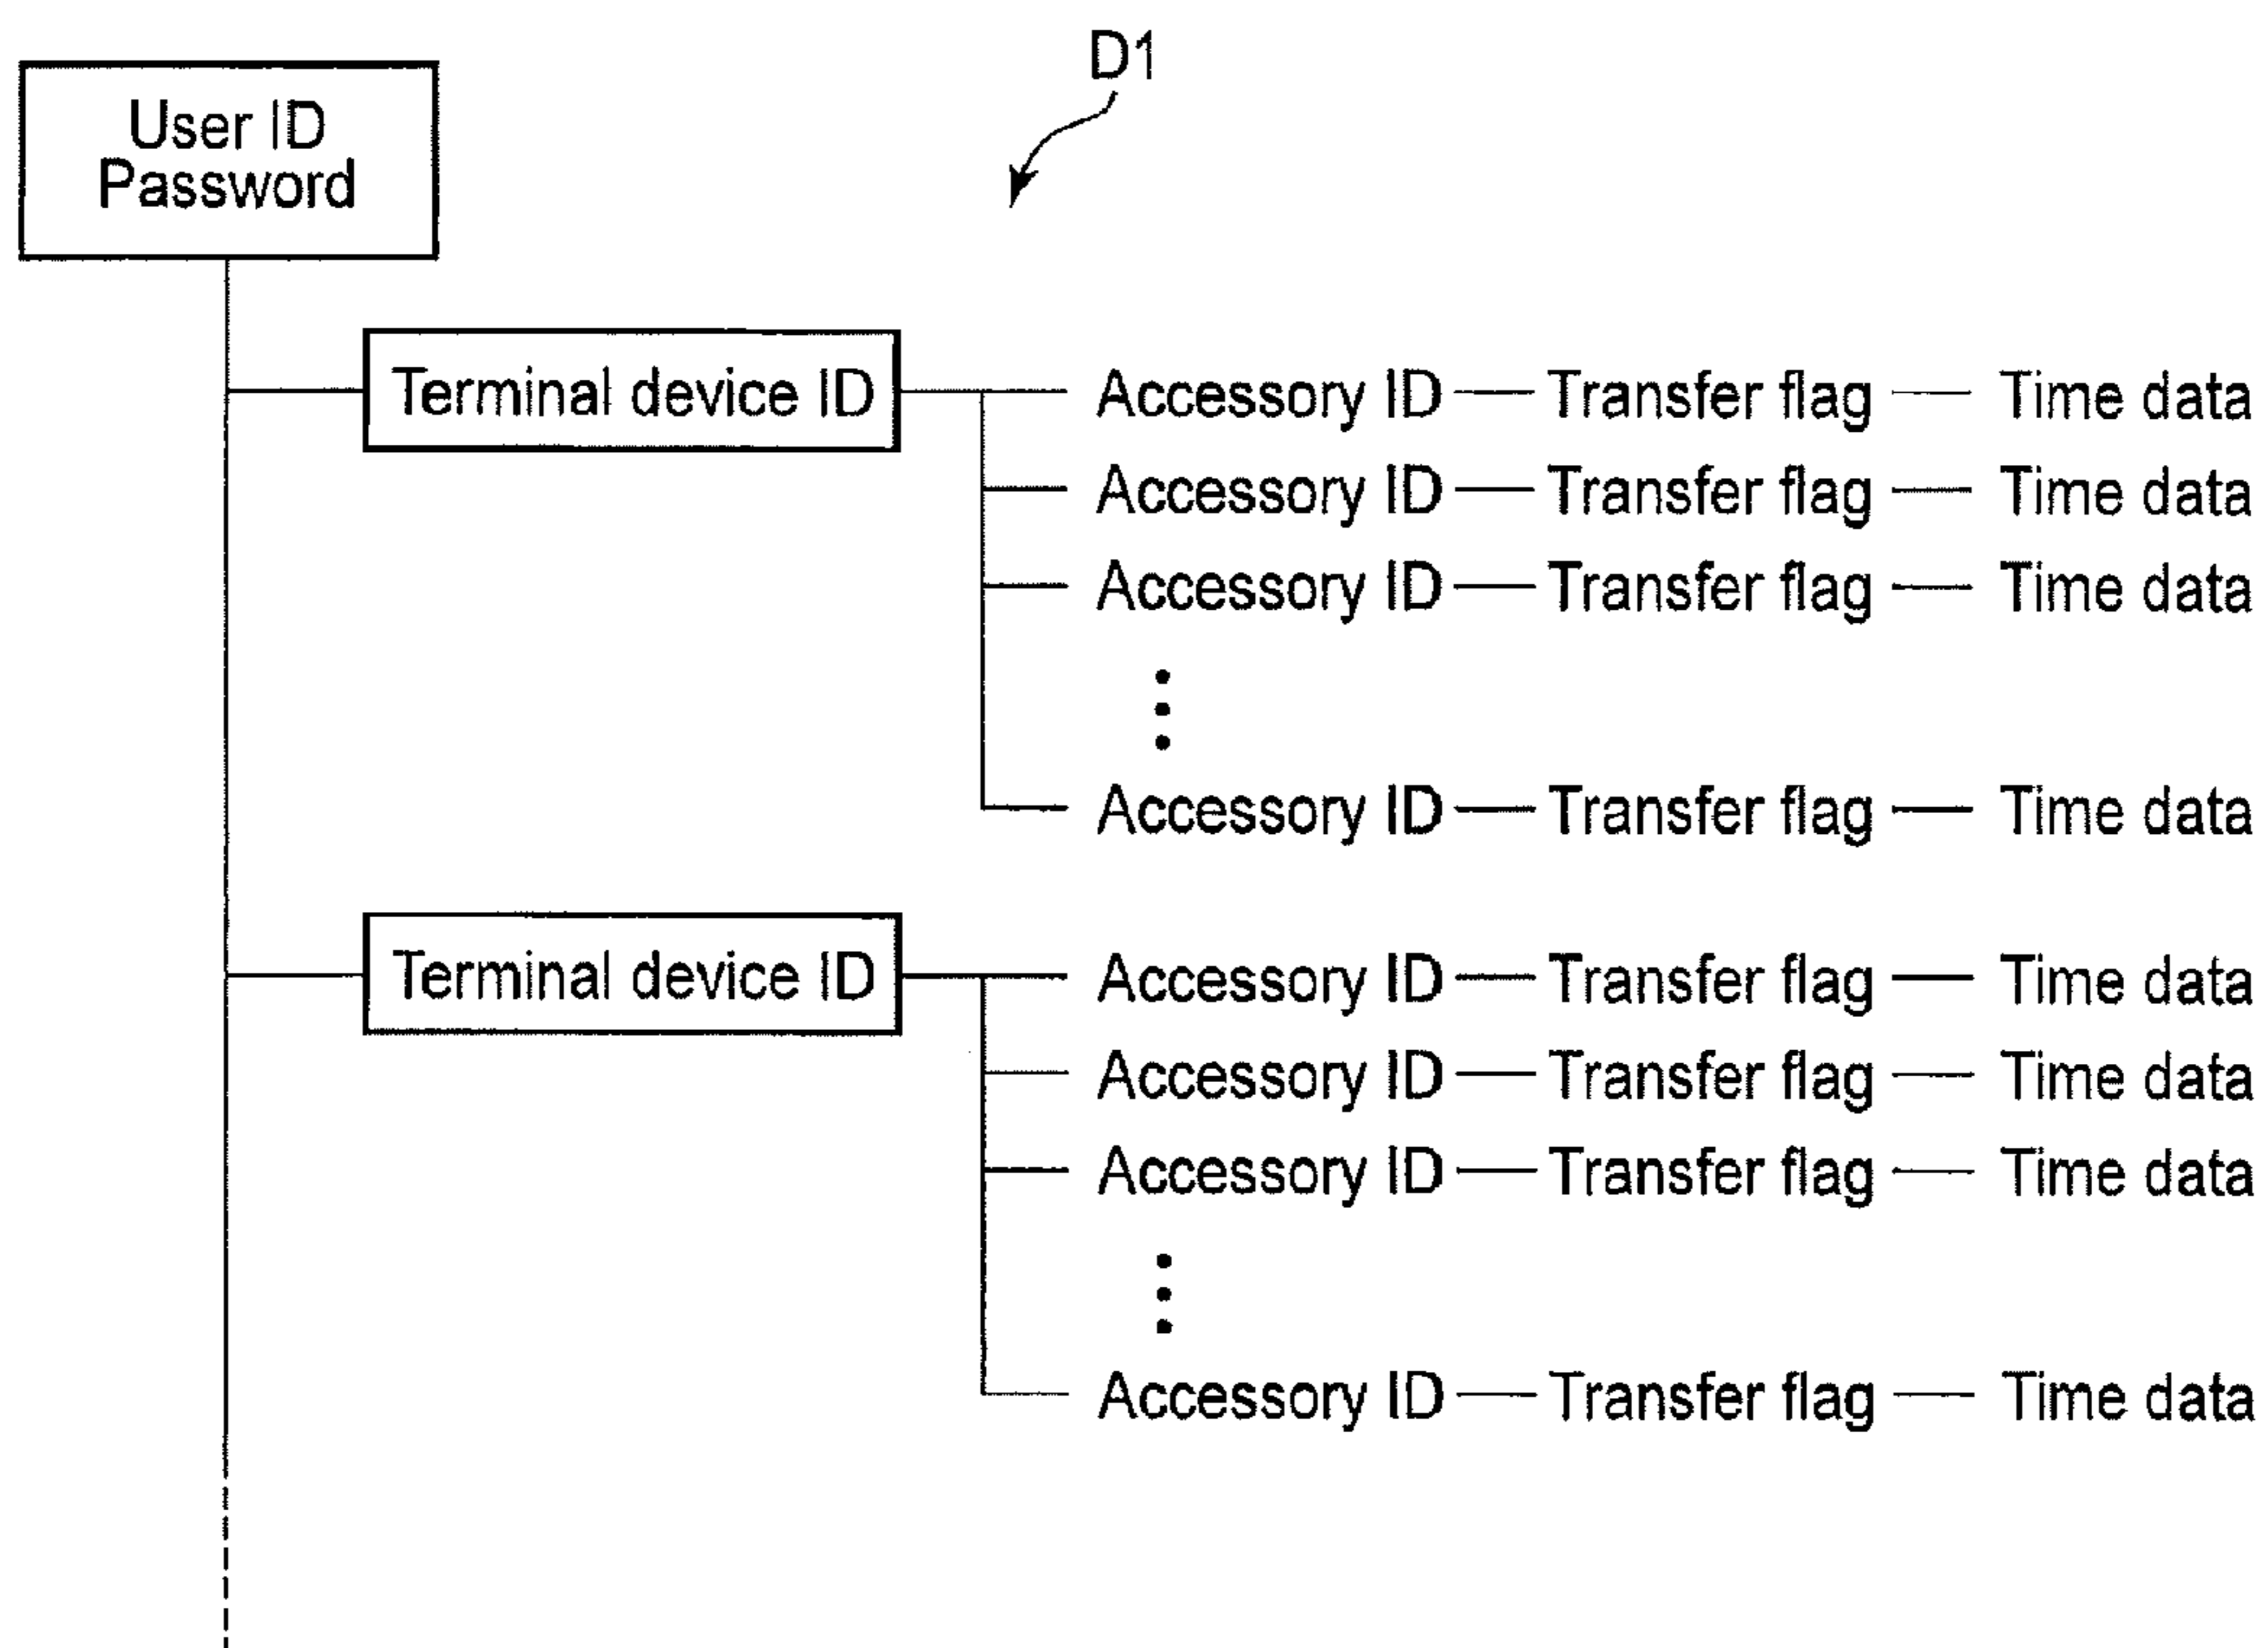 D1
User ID
Password
Terminal device ID
Accessory ID Transfer flag Time data
Accessory ID Transfer flag Time data
Accessory ID Transfer flag Time data
Accessory ID Transfer flag Time data
Terminal device ID
Accessory ID Transfer flag Time data
Accessory ID Transfer flag Time data
Accessory ID Transfer flag Time data
Accessory ID Transfer flag Time data